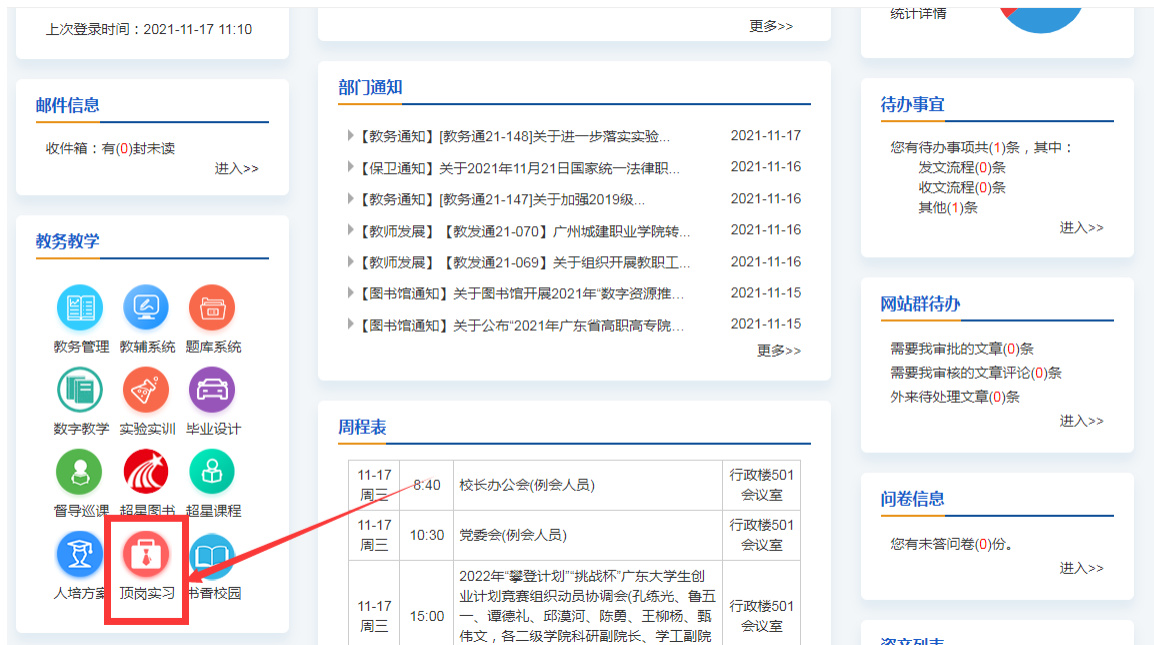 上次登录时间：2021-11-17 11:10
邮件信息
收件箱：有(0)封未读
进入>>
教务教学
教务管理 教辅系统 题库系统
数字教学 实验实训 毕业设计
督导巡课 超星图书 超星课程
人培方案 顶岗实习 书香校园
更多>>
部门通知
【教务通知】[教务通21-148]关于进一步落实实验... 2021-11-17
【保卫通知】关于2021年11月21日国家统一法律职... 2021-11-16
【教务通知】[教务通21-147]关于加强2019级... 2021-11-16
【教师发展】【教发通21-070】广州城建职业学院转... 2021-11-16
【教师发展】【教发通21-069】关于组织开展教职工... 2021-11-16
【图书馆通知】关于图书馆开展2021年“数字资源推... 2021-11-15
【图书馆通知】关于公布“2021年广东省高职高专院... 2021-11-15
更多>>
周程表
11-17
周三
8:40
校长办公会(例会人员)
行政楼501
会议室
11-17
周三
10:30
党委会(例会人员)
行政楼501
会议室
11-17
周三
15:00
2022年“攀登计划”“挑战杯”广东大学生创
业计划竞赛组织动员协调会(孔练光、鲁五
一、谭德礼、邱漠河、陈勇、王柳杨、甄
伟文，各二级学院科研副院长、学工副院
行政楼501
会议室
统计详情
待办事宜
您有待办事项共(1)条，其中：
发文流程(0)条
收文流程(0)条
其他(1)条
进入>>
网站群待办
需要我审批的文章(0)条
需要我审核的文章评论(0)条
外来待处理文章(0)条
进入>>
问卷信息
您有未答问卷(0)份。
进入>>